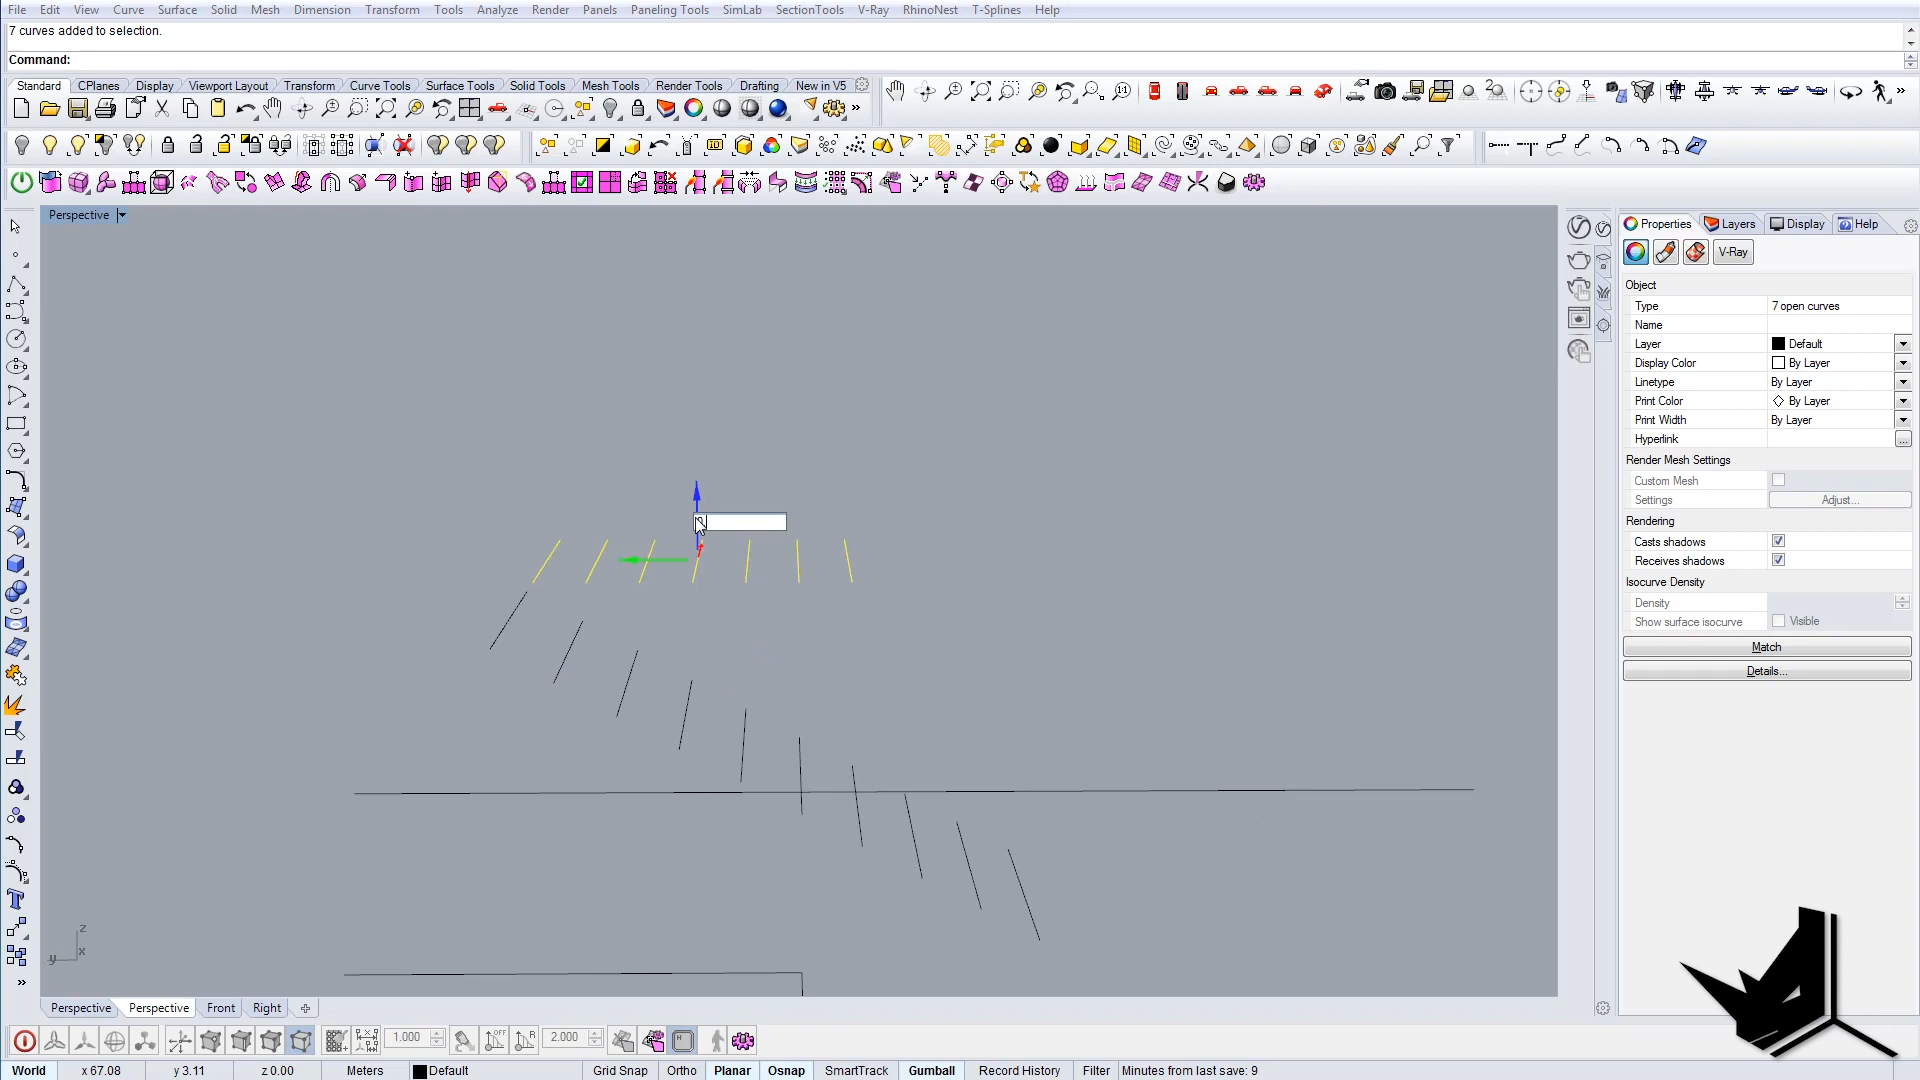 File Edit View Curve Surface Solid Mesh Dimension Transform Tools Analyze Render Panels Paneling Tools SimLab SectionTools V-Ray RhinoNest T-Splines Help
7 curves added to selection.
Command:
Standard CPlanes Display Viewport Layout Transform Curve Tools Surface Tools Solid Tools Mesh Tools Render Tools Drafting New in V5
Perspective
Properties Layers Display Help
V-Ray
Object
Type 7 open curves
Name
Layer Default
Display Color By Layer
Linetype By Layer
Print Color By Layer
Print Width By Layer
Hyperlink ...
Render Mesh Settings
Custom Mesh
Settings Adjust...
Rendering
Casts shadows
Receives shadows
Isocurve Density
Density
Show surface isocurve Visible
Match
Details...
z
y x
Perspective Perspective Front Right
1.000 2.000
World x 67.08 y 3.11 z 0.00 Meters Default Grid Snap Ortho Planar Osnap SmartTrack Gumball Record History Filter Minutes from last save: 9